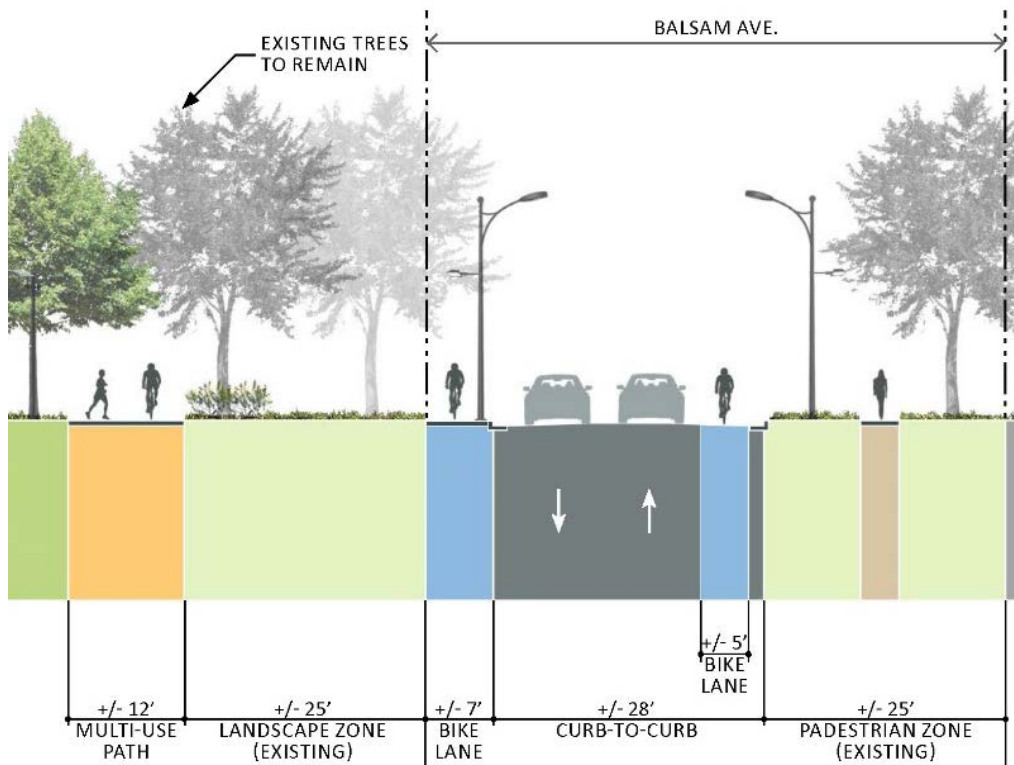 BALSAM AVE.
EXISTING TREES
TO REMAIN
+/- 5’
BIKE
LANE
+/- 12’
MULTI-USE
PATH
+/- 25’
LANDSCAPE ZONE
(EXISTING)
+/- 7’
BIKE
LANE
+/- 28’
CURB-TO-CURB
+/- 25’
PADESTRIAN ZONE
(EXISTING)